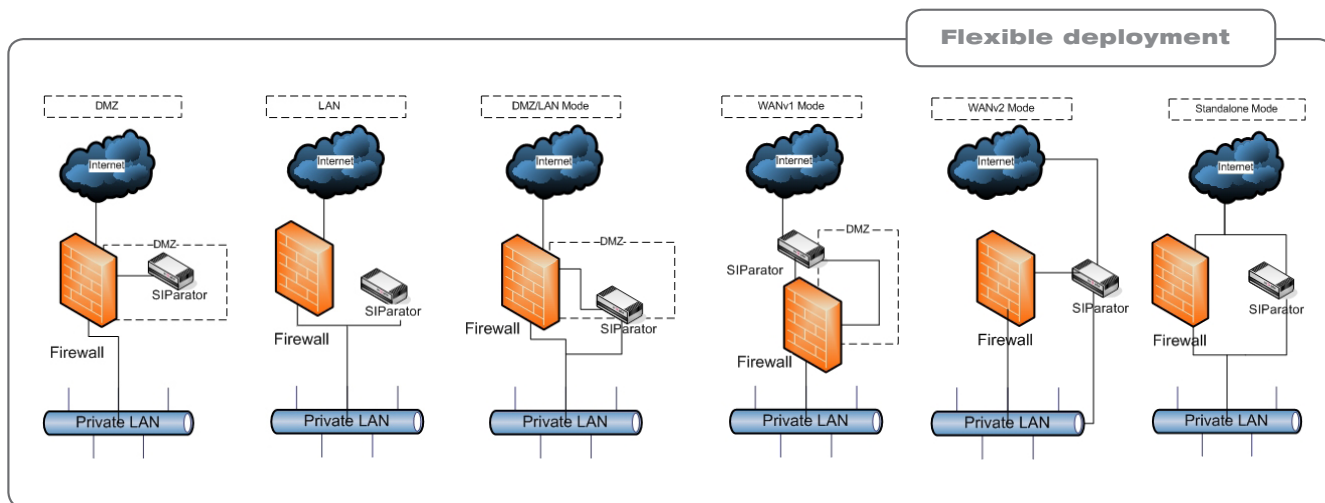 Flexible deployment
DMZ
Internet
DMZ
SIParator
Firewall
Private LAN
LAN
Internet
SIParator
Firewall
Private LAN
DMZ/LAN Mode
Internet
DMZ
SIParator
Firewall
Private LAN
WANv1 Mode
Internet
DMZ
SIParator
Firewall
Private LAN
WANv2 Mode
Internet
SIParator
Firewall
Private LAN
Standalone Mode
Internet
SIParator
Firewall
Private LAN